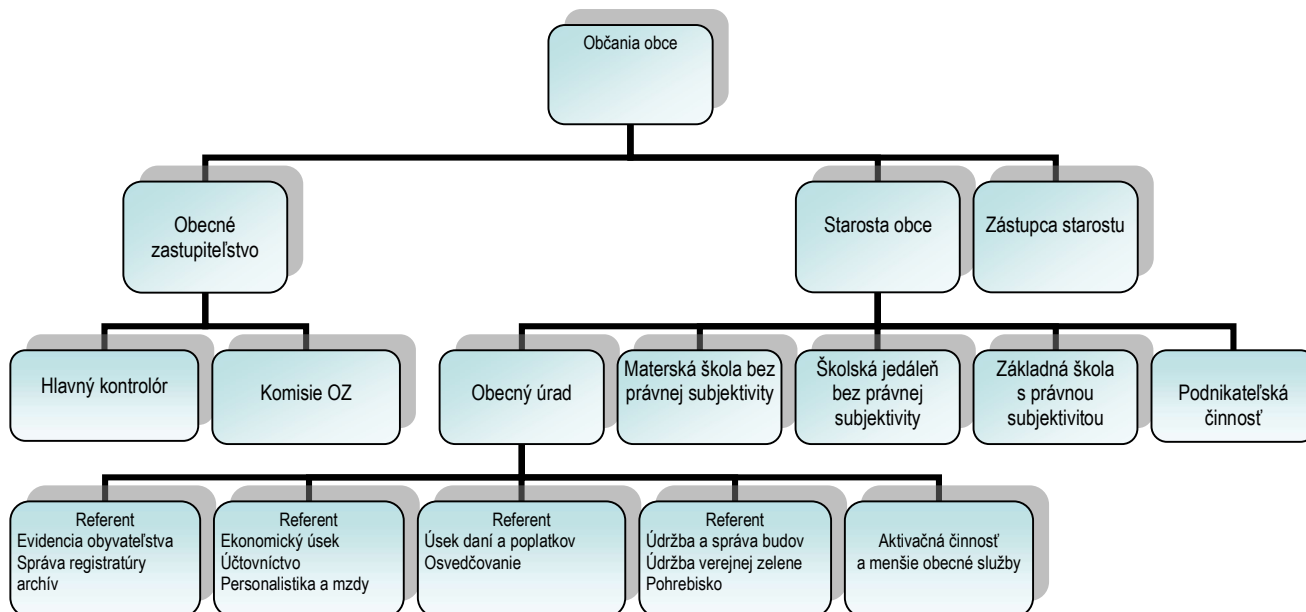 Občania obce
Obecné
zastupiteľstvo
Starosta obce
Zástupca starostu
Hlavný kontrolór
Komisie OZ
Obecný úrad
Materská škola bez
právnej subjektivity
Školská jedáleň
bez právnej
subjektivity
Základná škola
s právnou
subjektivitou
Podnikateľská
činnosť
Referent
Evidencia obyvateľstva
Správa registratúry
archív
Referent
Ekonomický úsek
Účtovníctvo
Personalistika a mzdy
Referent
Úsek daní a poplatkov
Osvedčovanie
Referent
Údržba a správa budov
Údržba verejnej zelene
Pohrebisko
Aktivačná činnosť
a menšie obecné služby